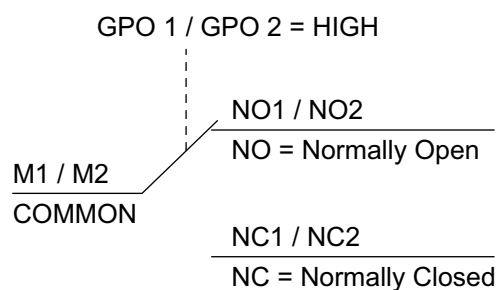 GPO 1 / GPO 2 = HIGH
NO1 / NO2
NO = Normally Open
M1 / M2
COMMON
NC1 / NC2
NC = Normally Closed